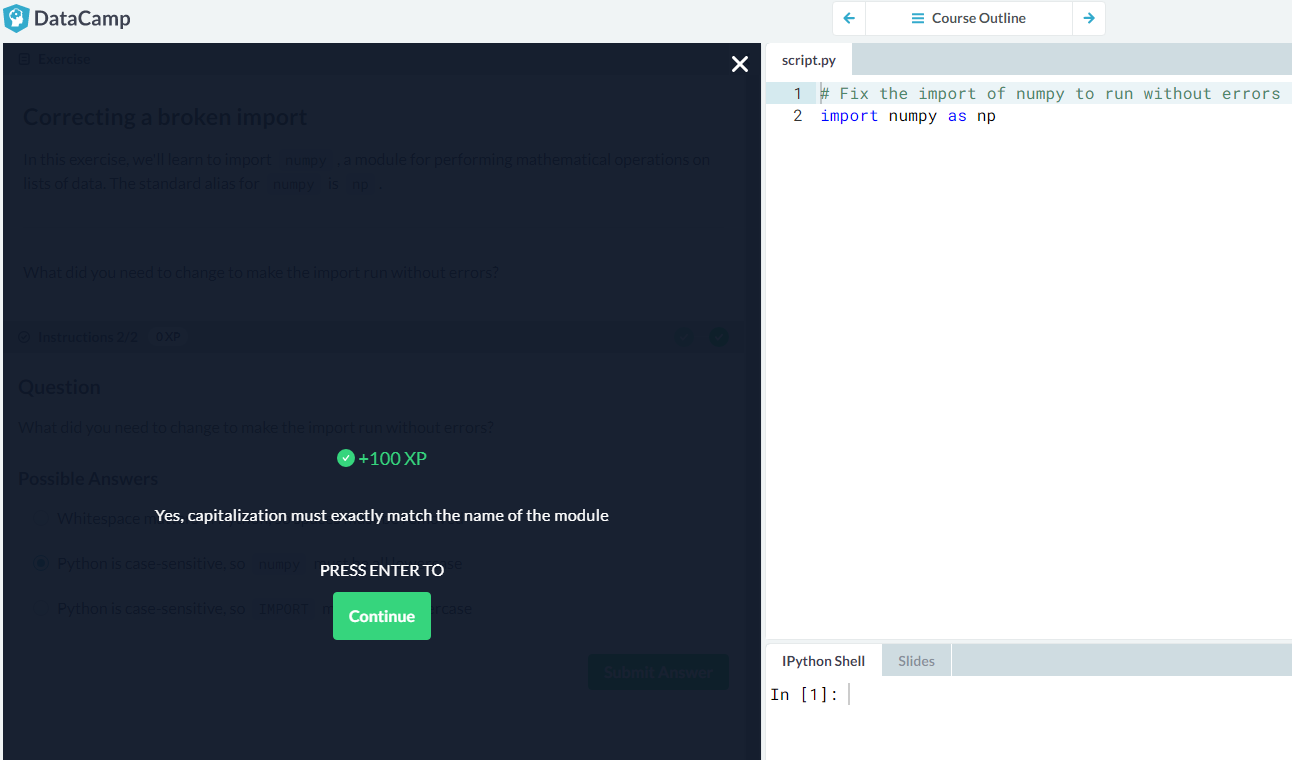 DataCamp
Course Outline
Exercise
Correcting a broken import
In this exercise, we'll learn to import numpy, a module for performing mathematical operations on
lists of data. The standard alias for numpy is np.
What did you need to change to make the import run without errors?
Instructions 2/2 0 XP
Question
What did you need to change to make the import run without errors?
+100 XP
Possible Answers
Whitespace
Yes, capitalization must exactly match the name of the module
Python is case-sensitive, so numpy
PRESS ENTER TO
Python is case-sensitive, so IMPORT
Continue
Submit Answer
script.py
1 # Fix the import of numpy to run without errors
2 import numpy as np
IPython Shell
Slides
In [1]: